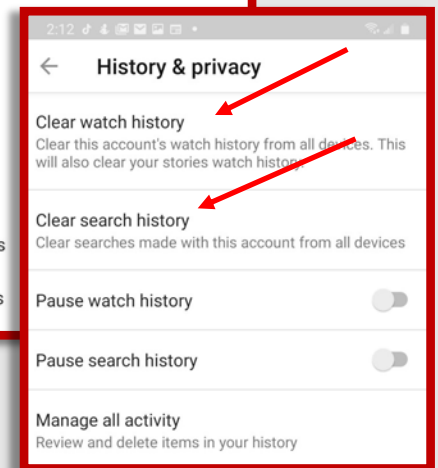 2:12
History & privacy
Clear watch history
Clear this account's watch history from all devices. This
will also clear your stories watch history.
Clear search history
Clear searches made with this account from all devices
s
Pause watch history
s
Pause search history
Manage all activity
Review and delete items in your history